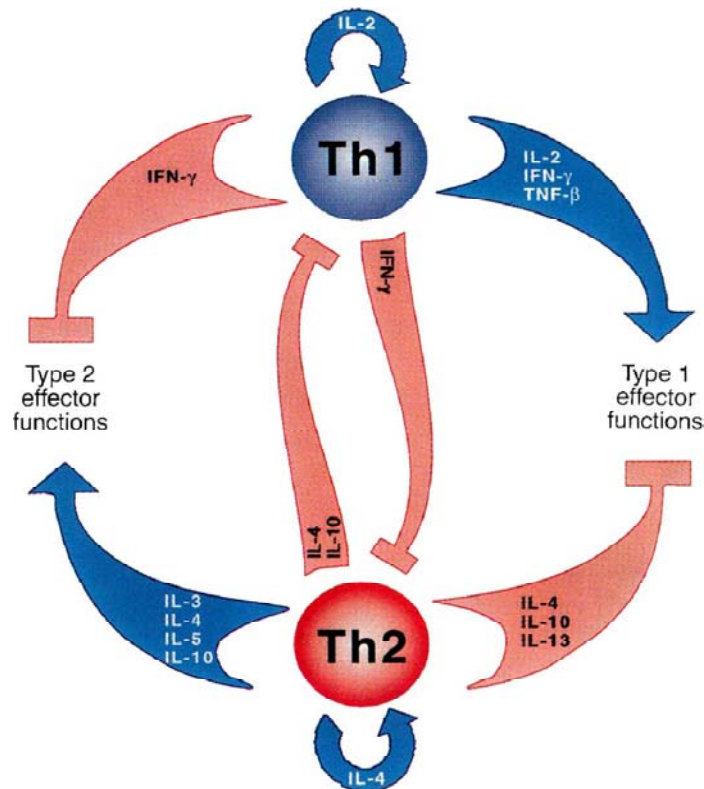 IL-2
Th1
IFN-γ
IL-2
IFN-γ
TNF-β
IFN-γ
Type 2
effector
functions
Type 1
effector
functions
IL-4
IL-10
IL-3
IL-4
IL-5
IL-10
Th2
IL-4
IL-10
IL-13
IL-4